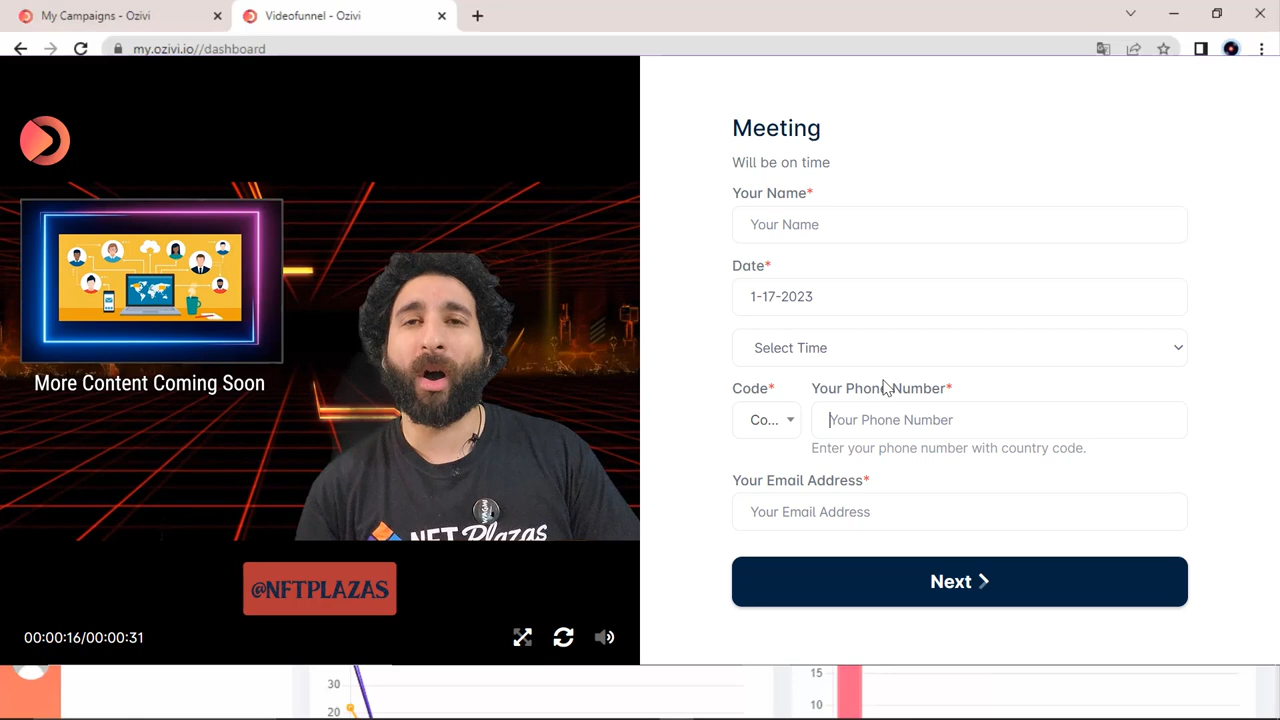 My Campaigns - Ozivi
Videofunnel - Ozivi
my.ozivi.io//dashboard
More Content Coming Soon
NFT Plazas
@NFTPLAZAS
00:00:16/00:00:31
Meeting
Will be on time
Your Name*
Your Name
Date*
1-17-2023
Select Time
Code*
Your Phone Number*
Co...
Your Phone Number
Enter your phone number with country code.
Your Email Address*
Your Email Address
Next
30
20
15
10